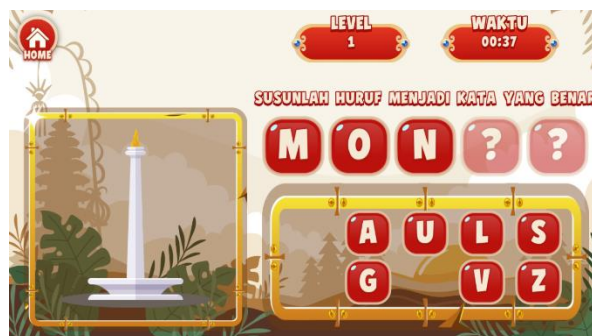 LEVEL
1
WAKTU
00:37
HOME
SUSUNLAH HURUF MENJADI KATA YANG BENAR
M O N ? ?
A U L S
G V Z